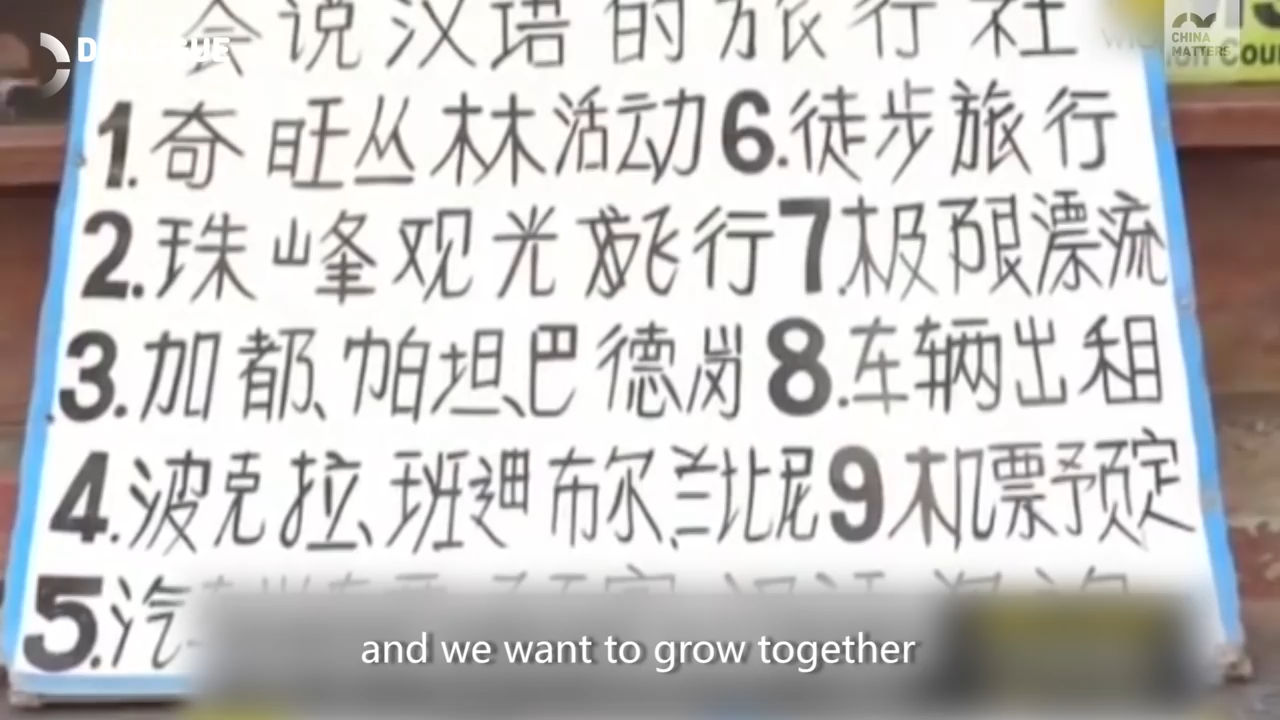 DIALOGUE
CHINA
MATTERS
会说汉语的旅行社
1.奇旺丛林活动 6.徒步旅行
2.珠峰观光旅行 7.极限漂流
3.加都、帕坦、巴德岗 8.车辆出租
4.波克拉、班迪布尔、兰比尼 9.机票预定
5.汽
and we want to grow together